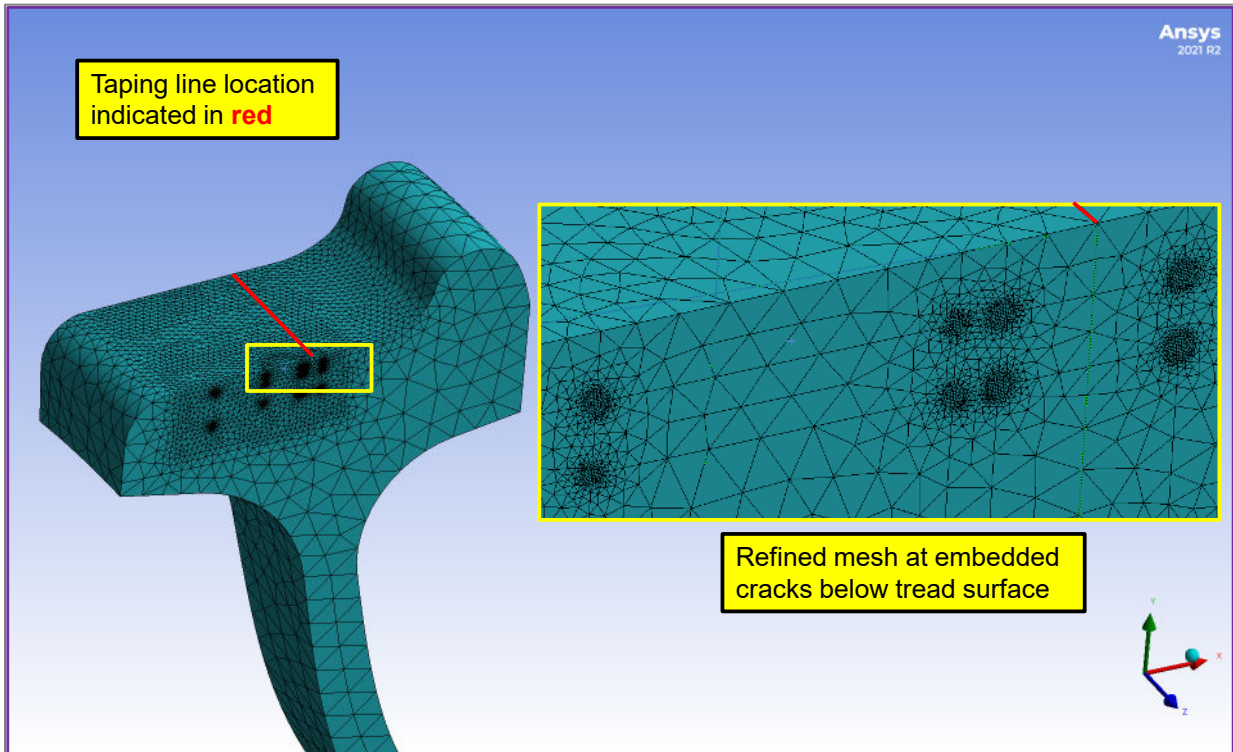 Ansys
2021 R2
Taping line location
indicated in red
Refined mesh at embedded
cracks below tread surface
Y
X
Z